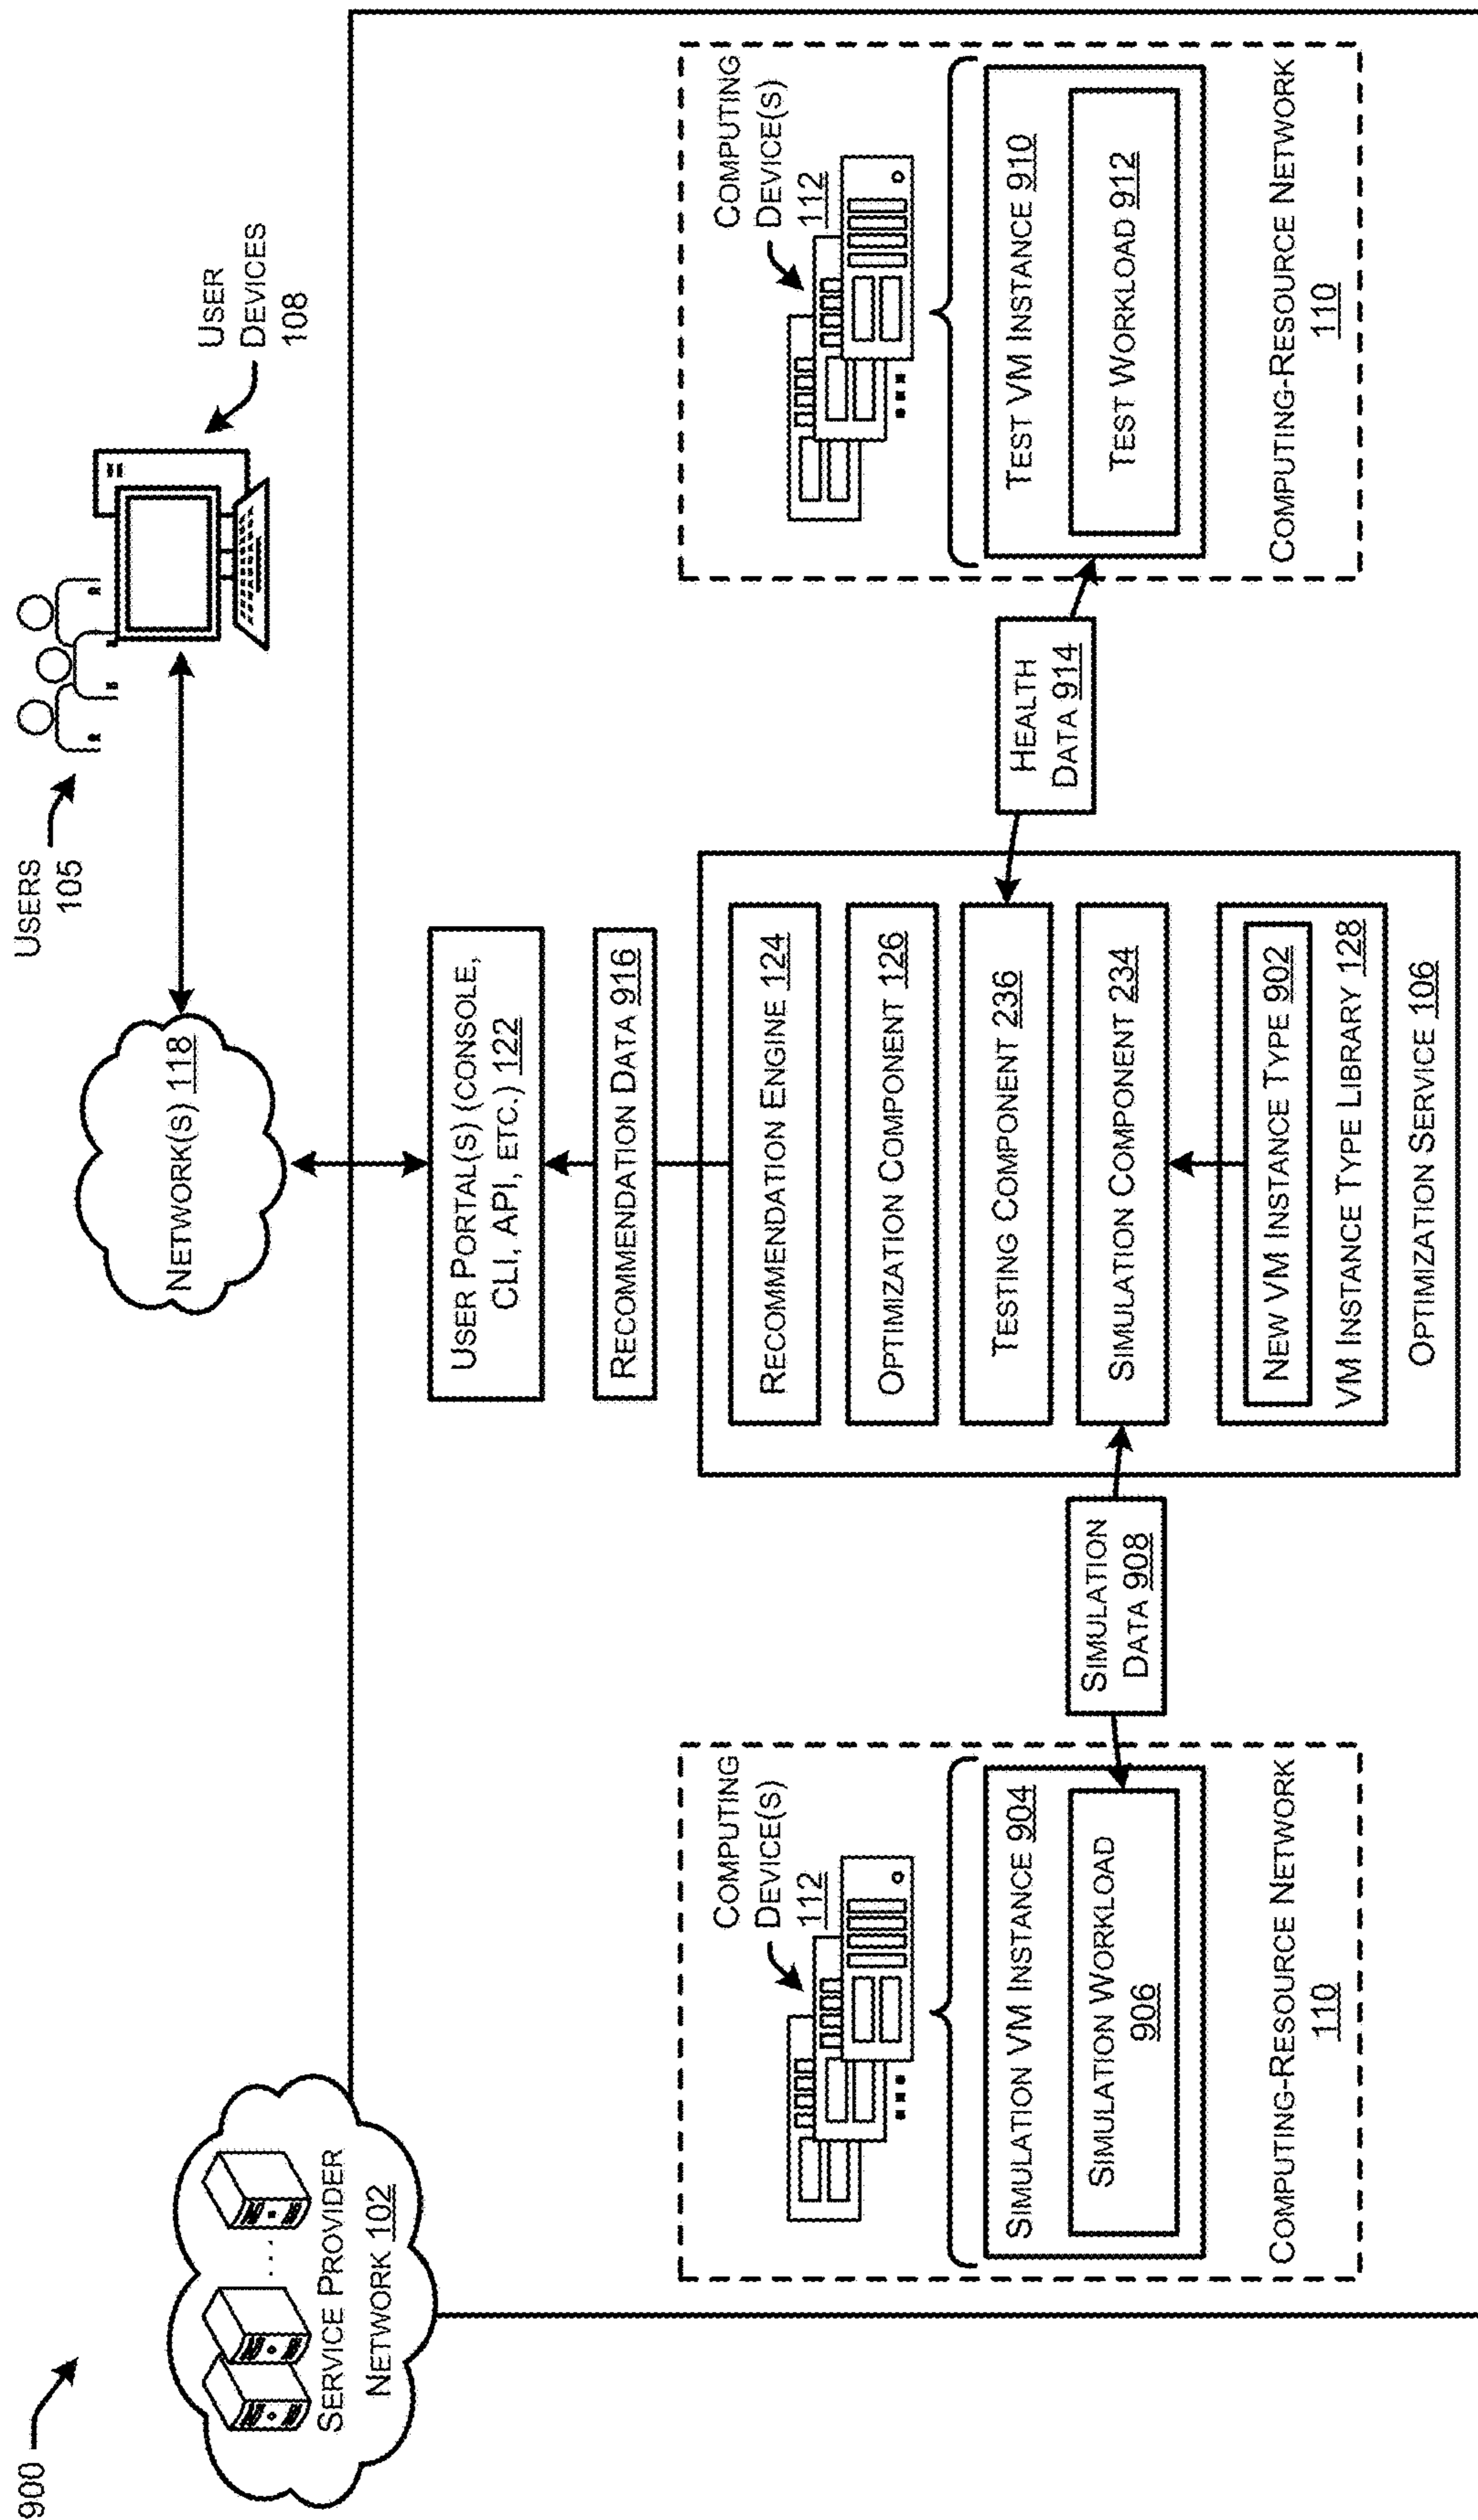 900
SERVICE PROVIDER
NETWORK 102
NETWORK(S) 118
USERS
105
USER
DEVICES
108
USER PORTAL(S) (CONSOLE,
CLI, API, ETC.) 122
RECOMMENDATION DATA 916
COMPUTING
DEVICE(S)
112
SIMULATION VM INSTANCE 904
SIMULATION WORKLOAD
906
COMPUTING-RESOURCE NETWORK
110
SIMULATION
DATA 908
RECOMMENDATION ENGINE 124
OPTIMIZATION COMPONENT 126
TESTING COMPONENT 236
SIMULATION COMPONENT 234
NEW VM INSTANCE TYPE 902
VM INSTANCE TYPE LIBRARY 128
OPTIMIZATION SERVICE 106
HEALTH
DATA 914
COMPUTING
DEVICE(S)
112
TEST VM INSTANCE 910
TEST WORKLOAD 912
COMPUTING-RESOURCE NETWORK
110